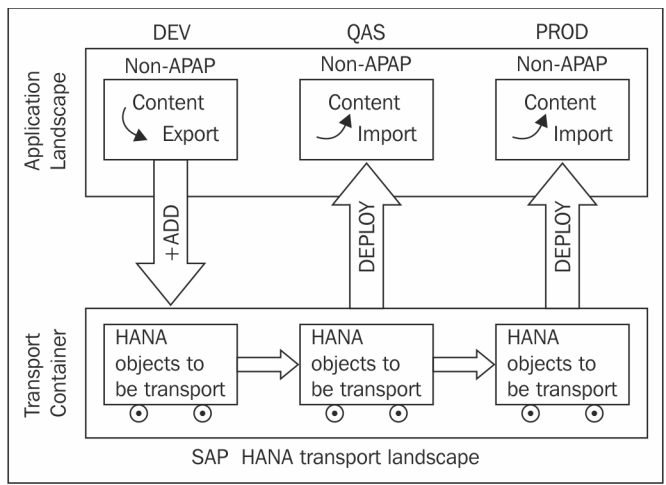 DEV QAS PROD
Application
Landscape
Non-APAP Non-APAP Non-APAP
Content Content Content
Export Import Import
+ADD DEPLOY DEPLOY
Transport
Container
HANA HANA HANA
objects to objects to objects to
be transport be transport be transport
SAP HANA transport landscape